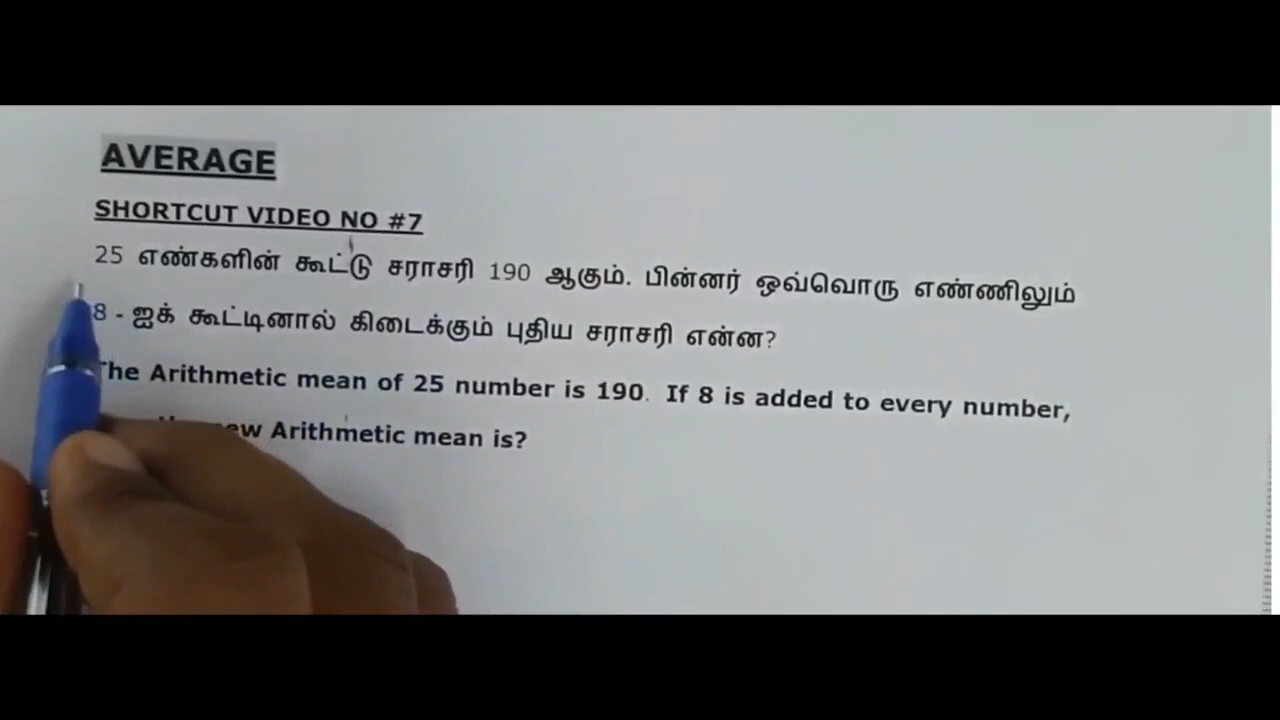 AVERAGE
SHORTCUT VIDEO NO #7
25 எண்களின் கூட்டு சராசரி 190 ஆகும். பின்னர் ஒவ்வொரு எண்ணிலும்
8 - ஐக் கூட்டினால் கிடைக்கும் புதிய சராசரி என்ன?
The Arithmetic mean of 25 number is 190. If 8 is added to every number,
new Arithmetic mean is?